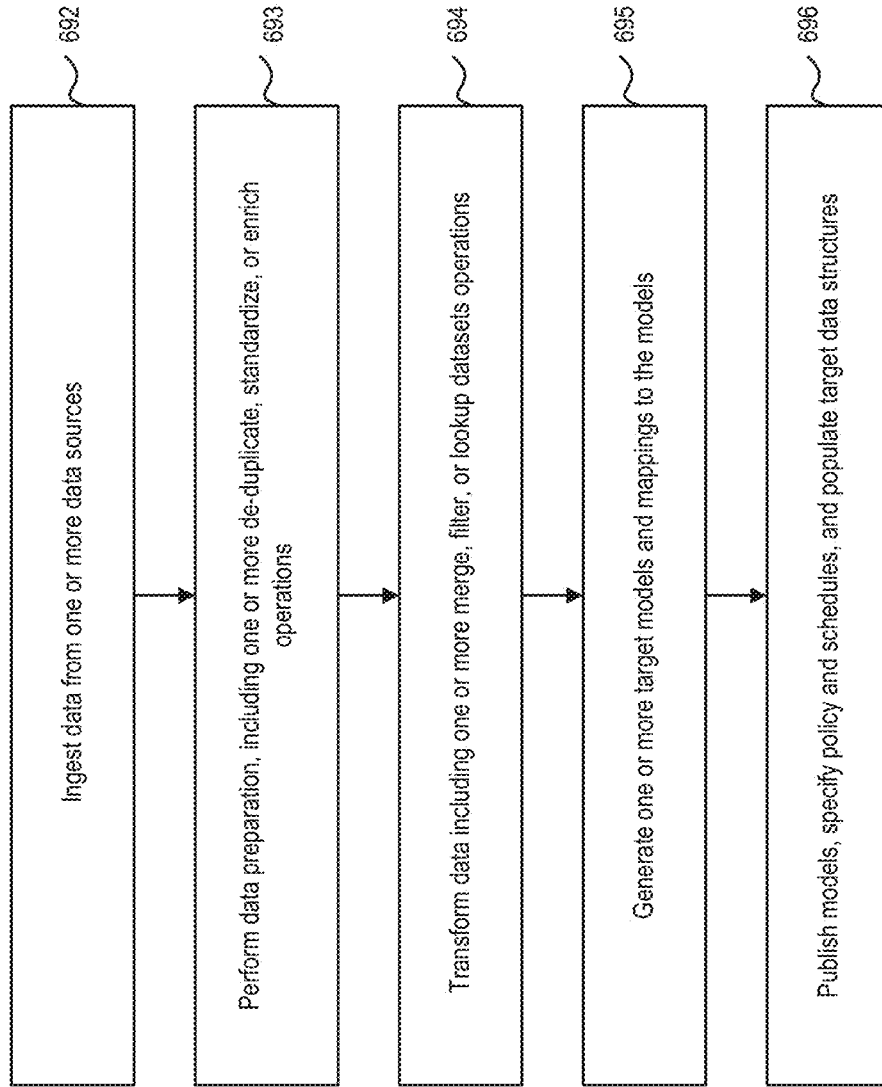 Ingest data from one or more data sources
692
Perform data preparation, including one or more de-duplicate, standardize, or enrich
operations
693
Transform data including one or more merge, filter, or lookup datasets operations
694
Generate one or more target models and mappings to the models
695
Publish models, specify policy and schedules, and populate target data structures
696